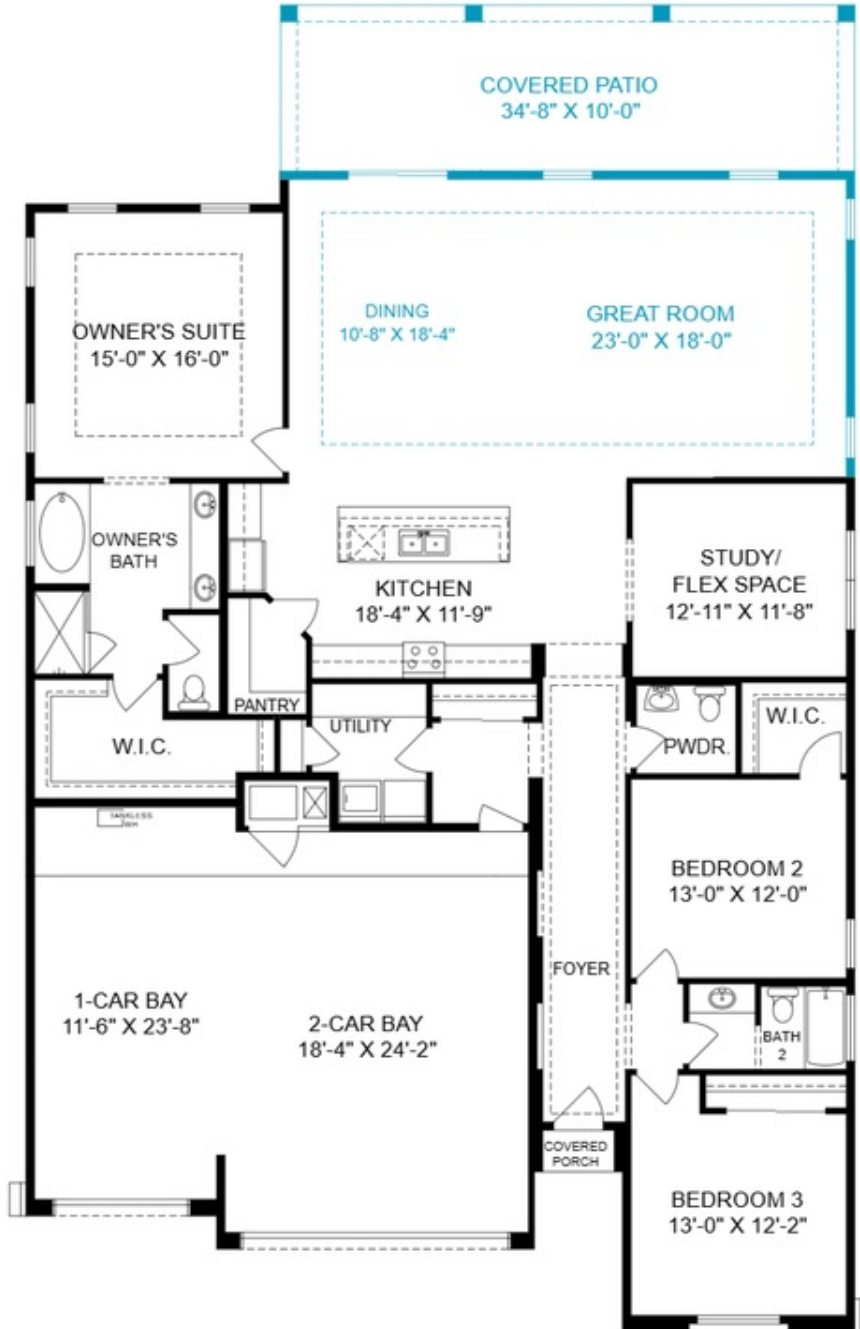 COVERED PATIO
34'-8" X 10'-0"
OWNER'S SUITE
15'-0" X 16'-0"
DINING
10'-8" X 18'-4"
GREAT ROOM
23'-0" X 18'-0"
OWNER'S
BATH
KITCHEN
18'-4" X 11'-9"
STUDY/
FLEX SPACE
12'-11" X 11'-8"
PANTRY
UTILITY
W.I.C.
PWDR.
W.I.C.
TANKLESS
WH
BEDROOM 2
13'-0" X 12'-0"
FOYER
1-CAR BAY
11'-6" X 23'-8"
2-CAR BAY
18'-4" X 24'-2"
BATH
2
COVERED
PORCH
BEDROOM 3
13'-0" X 12'-2"